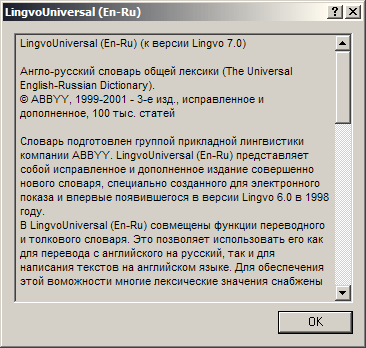 LingvoUniversal (En-Ru)
LingvoUniversal (En-Ru) (к версии Lingvo 7.0)
Англо-русский словарь общей лексики (The Universal
English-Russian Dictionary).
© ABBYY, 1999-2001 - 3-е изд., исправленное и
дополненное, 100 тыс. статей
Словарь подготовлен группой прикладной лингвистики
компании ABBYY. LingvoUniversal (En-Ru) представляет
собой исправленное и дополненное издание совершенно
нового словаря, специально созданного для электронного
показа и впервые появившегося в версии Lingvo 6.0 в 1998
году.
В LingvoUniversal (En-Ru) совмещены функции переводного
и толкового словаря. Это позволяет использовать его как
для перевода с английского на русский, так и для
написания текстов на английском языке. Для обеспечения
этой воможности многие лексические значения снабжены
OK